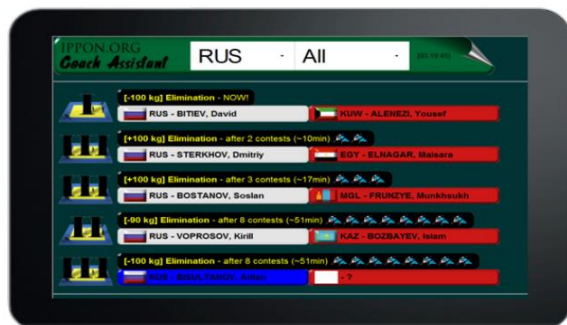 IPPON.ORG
Coach Assistant
RUS
All
[-100 kg] Elimination - NOW!
RUS - BITIEV, David
KUW - ALENEZI, Yousef
[+100 kg] Elimination - after 2 contests (~10min)
RUS - STERKHOV, Dmitriy
EGY - ELNAGAR, Maisara
[+100 kg] Elimination - after 3 contests (~17min)
RUS - BOSTANOV, Soslan
MGL - FRUNZYE, Munkhsukh
[-90 kg] Elimination - after 8 contests (~51min)
RUS - VOPROSOV, Kirill
KAZ - BOZBAYEV, Islam
[-100 kg] Elimination - after 8 contests (~51min)
RUS - BISULTANOV,
- ?